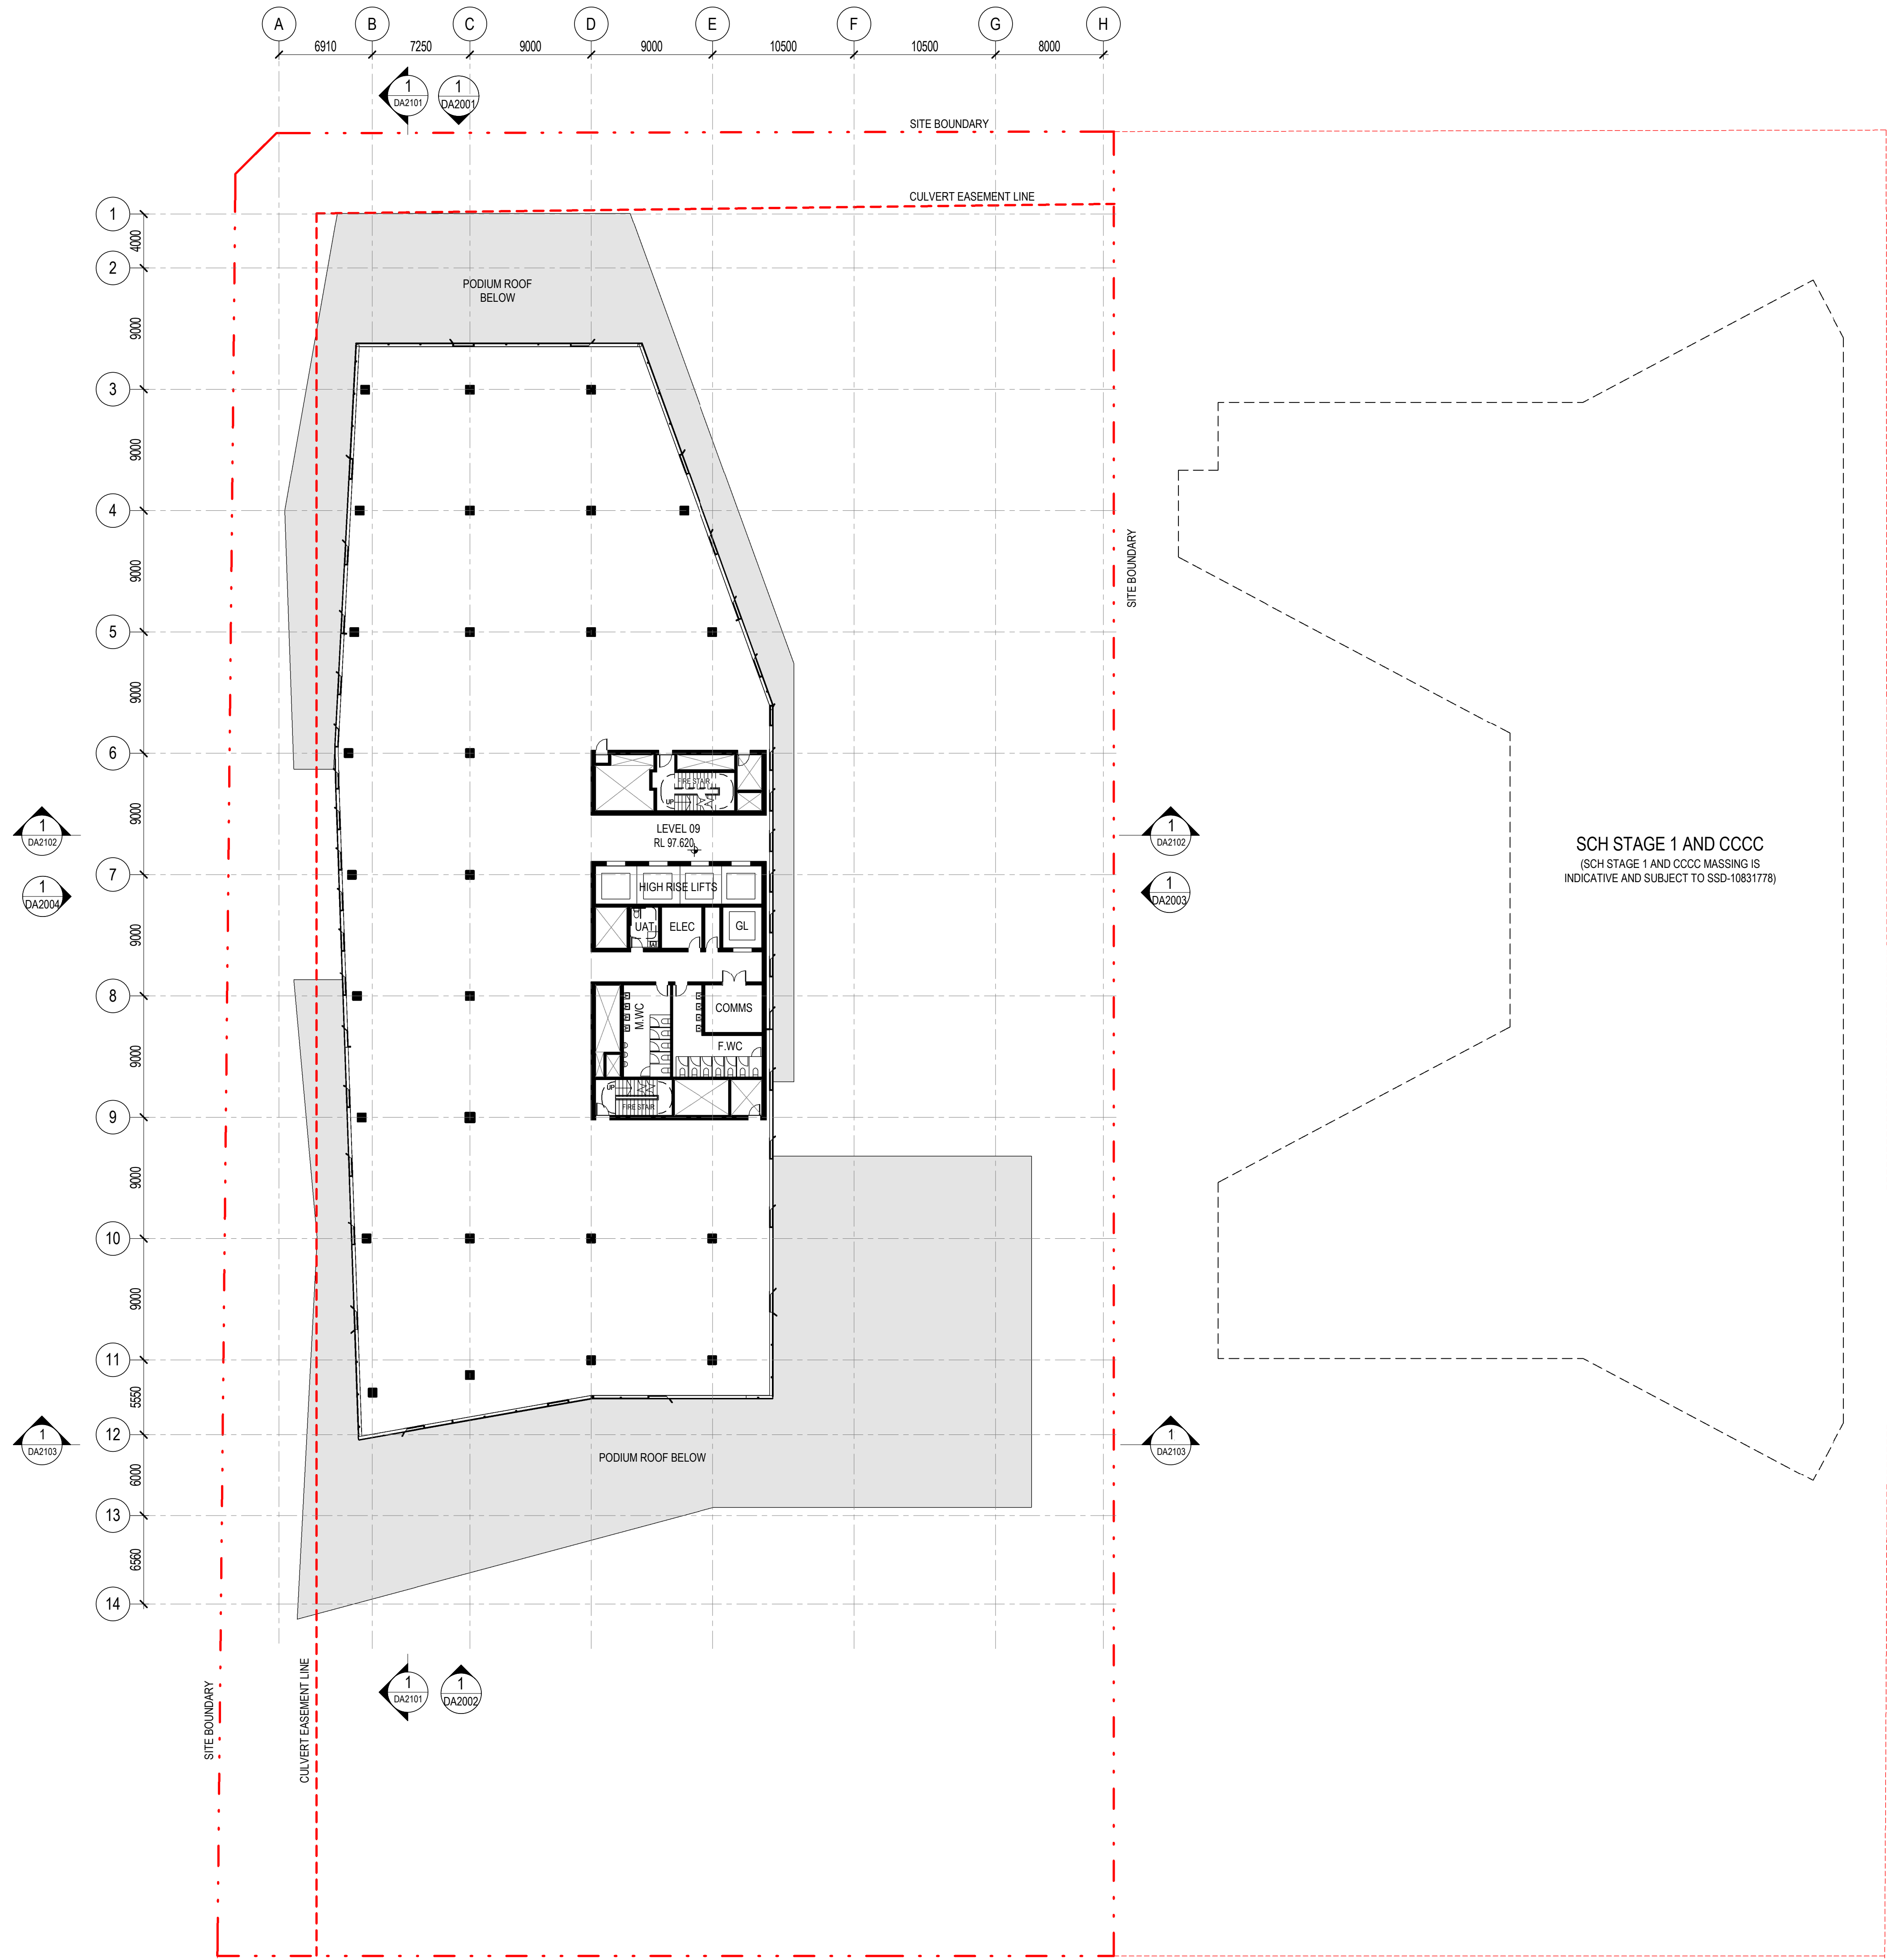 A
B
C
D
E
F
G
H
6910
7250
9000
9000
10500
10500
8000
1
DA2101
1
DA2001
SITE BOUNDARY
CULVERT EASEMENT LINE
1
4000
2
PODIUM ROOF
BELOW
9000
3
9000
4
9000
SITE BOUNDARY
5
9000
6
FIRE STAIR
UP
9000
1
DA2102
LEVEL 09
RL 97.620
1
DA2102
SCH STAGE 1 AND CCCC
(SCH STAGE 1 AND CCCC MASSING IS
INDICATIVE AND SUBJECT TO SSD-10831778)
7
HIGH RISE LIFTS
1
DA2004
1
DA2003
UAT
ELEC
GL
9000
8
M.WC
COMMS
F.WC
9000
UP
FIRE STAIR
9
9000
10
9000
11
5550
12
1
DA2103
1
DA2103
PODIUM ROOF BELOW
6000
13
6560
14
1
DA2101
1
DA2002
SITE BOUNDARY
CULVERT EASEMENT LINE